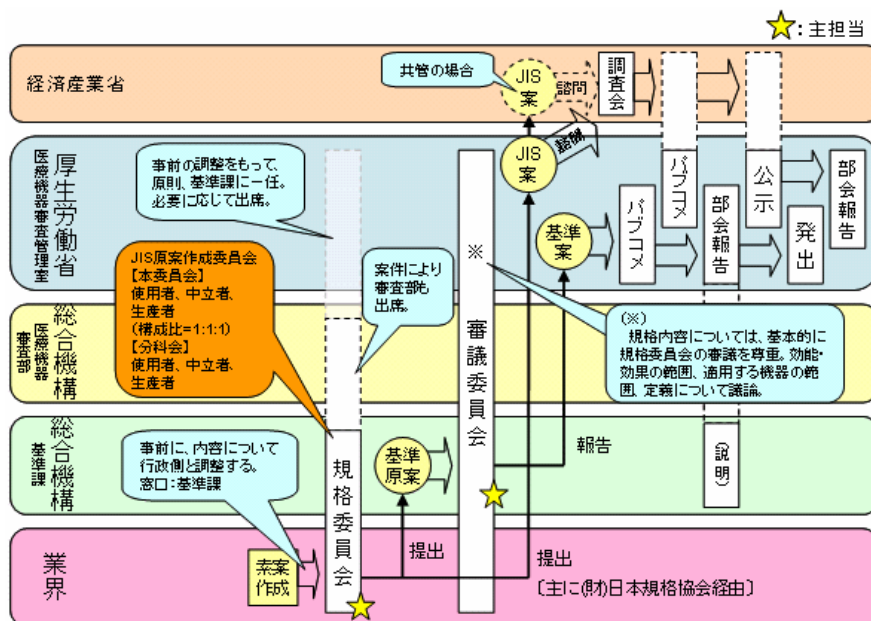 ★:主担当
経済産業省
共管の場合
JIS
案
諮問
調査会
厚生労働省
医療機器審査管理室
事前の調整をもって、
原則、基準課に一任。
必要に応じて出席。
JIS
案
パブコメ
公示
部会報告
基準
案
パブコメ
部会報告
発出
JIS原案作成委員会
【本委員会】
使用者、中立者、
生産者
(構成比=1:1:1)
【分科会】
使用者、中立者、
生産者
案件により
審査部も
出席。
※
審議委員会
(※)
規格内容については、基本的に
規格委員会の審議を尊重。効能・
効果の範囲、適用する機器の範
囲、定義について議論。
総合機構
医療機器
審査部
総合機構
基準課
事前に、内容について
行政側と調整する。
窓口:基準課
規格委員会
基準
原案
報告
(説明)
業界
素案
作成
提出
提出
〔主に(財)日本規格協会経由〕